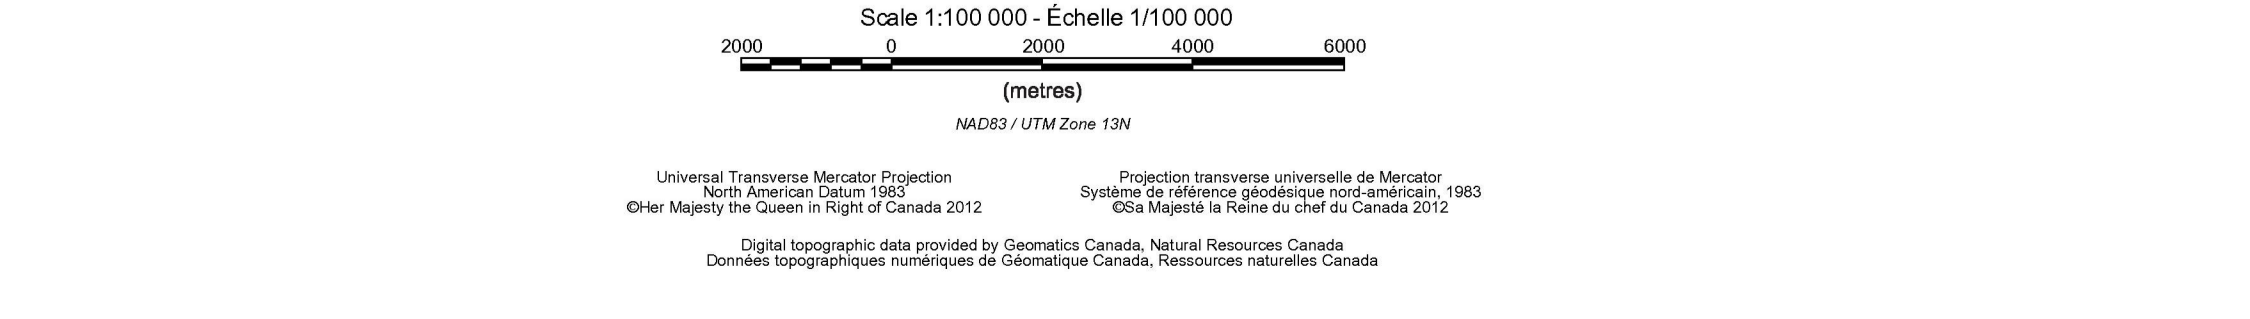 Scale 1:100 000 - Échelle 1/100 000
2000 0 2000 4000 6000
(metres)
NAD83 / UTM Zone 13N
Universal Transverse Mercator Projection
North American Datum 1983
©Her Majesty the Queen in Right of Canada 2012
Projection transverse universelle de Mercator
Système de référence géodésique nord-américain, 1983
©Sa Majesté la Reine du chef du Canada 2012
Digital topographic data provided by Geomatics Canada, Natural Resources Canada
Données topographiques numériques de Géomatique Canada, Ressources naturelles Canada